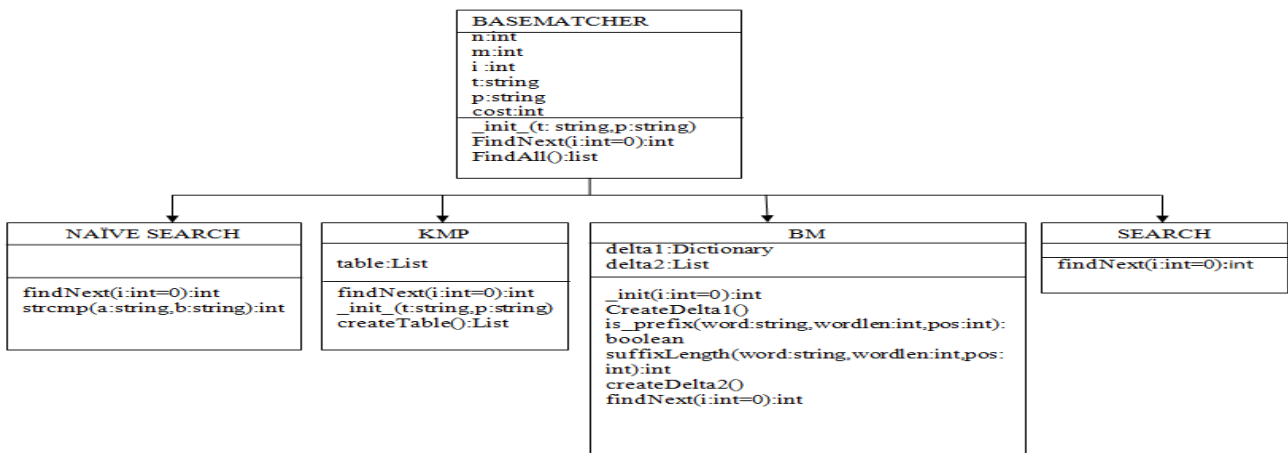 BASEMATCHER
n:int
m:int
i :int
t:string
p:string
cost:int
_init_(t: string,p:string)
FindNext(i:int=0):int
FindAll():list
NAÏVE SEARCH
findNext(i:int=0):int
strcmp(a:string,b:string):int
KMP
table:List
findNext(i:int=0):int
_init_(t:string,p:string)
createTable():List
BM
delta1:Dictionary
delta2:List
_init(i:int=0):int
CreateDelta1()
is_prefix(word:string,wordlen:int,pos:int):
boolean
suffixLength(word:string,wordlen:int,pos:
int):int
createDelta2()
findNext(i:int=0):int
SEARCH
findNext(i:int=0):int